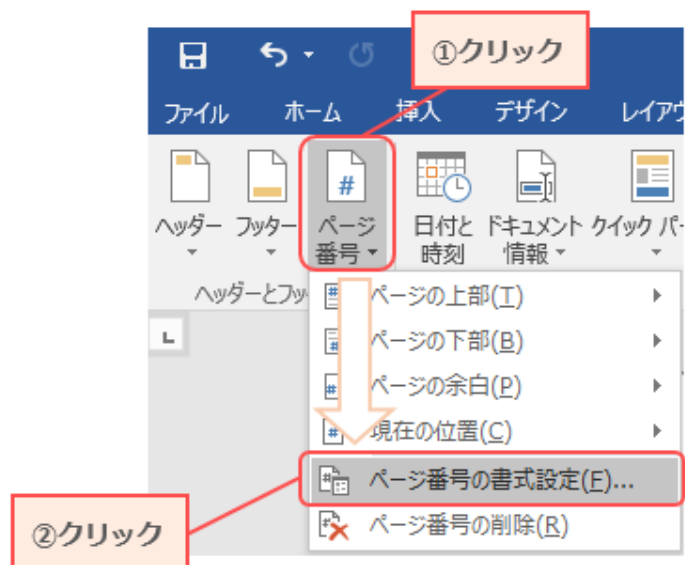 ①クリック
ファイル ホーム 挿入 デザイン レイアウ
ヘッダー フッター ページ 日付と ドキュメント クイック パー
番号 時刻 情報
ヘッダーとフッ
ページの上部(T)
ページの下部(B)
ページの余白(P)
現在の位置(C)
ページ番号の書式設定(F)...
②クリック
ページ番号の削除(R)